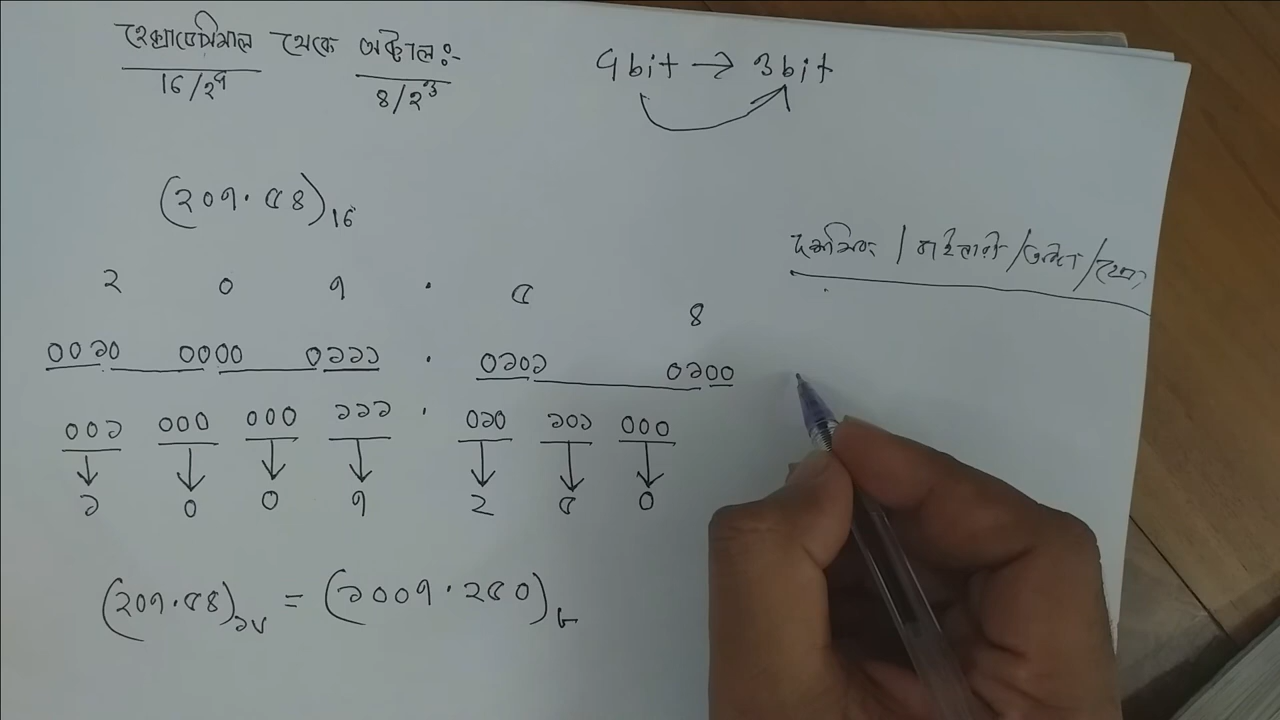 হেক্সাডেসিমাল থেকে অক্টালঃ-
16/2⁴ 8/2³
4bit → 3bit
(২০৭.৫৪)16
দশমিক / বাইনারী /অক্টাল/হেক্সা
২ ০ ৭ . ৫ ৪
০০১০ ০০০০ ০১১১ . ০১০১ ০১০০
০০১ ০০০ ০০০ ১১১ . ০১০ ১০১ ০০০
১ ০ ০ ৭ ২ ৫ ০
(২০৭.৫৪)১৬ = (১০০৭.২৫০)৮